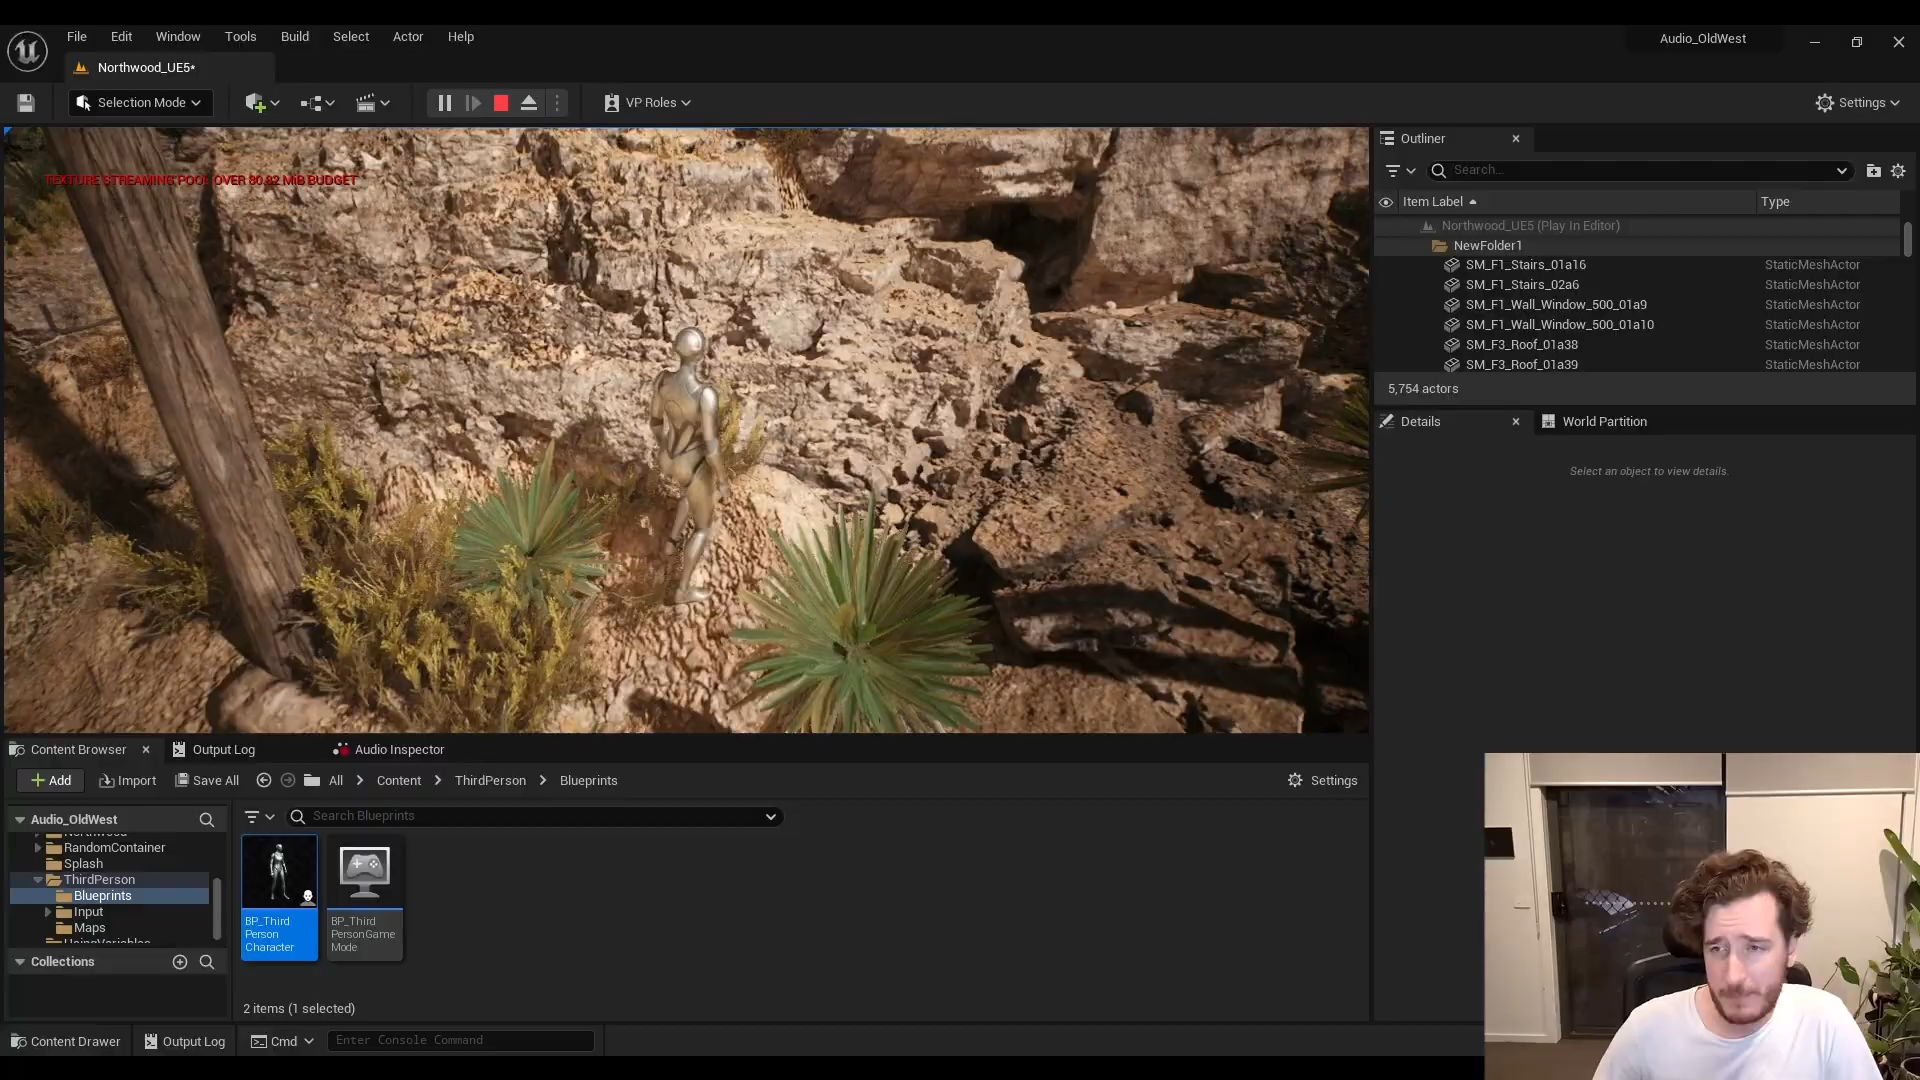 File Edit Window Tools Build Select Actor Help
Audio_OldWest
Northwood_UE5*
Selection Mode
VP Roles
Settings
TEXTURE STREAMING POOL OVER 80.82 MiB BUDGET
Outliner
Search...
Item Label Type
Northwood_UE5 (Play In Editor)
NewFolder1
SM_F1_Stairs_01a16 StaticMeshActor
SM_F1_Stairs_02a6 StaticMeshActor
SM_F1_Wall_Window_500_01a9 StaticMeshActor
SM_F1_Wall_Window_500_01a10 StaticMeshActor
SM_F3_Roof_01a38 StaticMeshActor
SM_F3_Roof_01a39 StaticMeshActor
5,754 actors
Details World Partition
Select an object to view details.
Content Browser Output Log Audio Inspector
Add Import Save All All Content ThirdPerson Blueprints Settings
Audio_OldWest
Search Blueprints
Northwood
RandomContainer
Splash
ThirdPerson
Blueprints
Input
Maps
UsingVariables
BP_Third
Person
Character
BP_Third
PersonGame
Mode
Collections
2 items (1 selected)
Content Drawer Output Log Cmd Enter Console Command